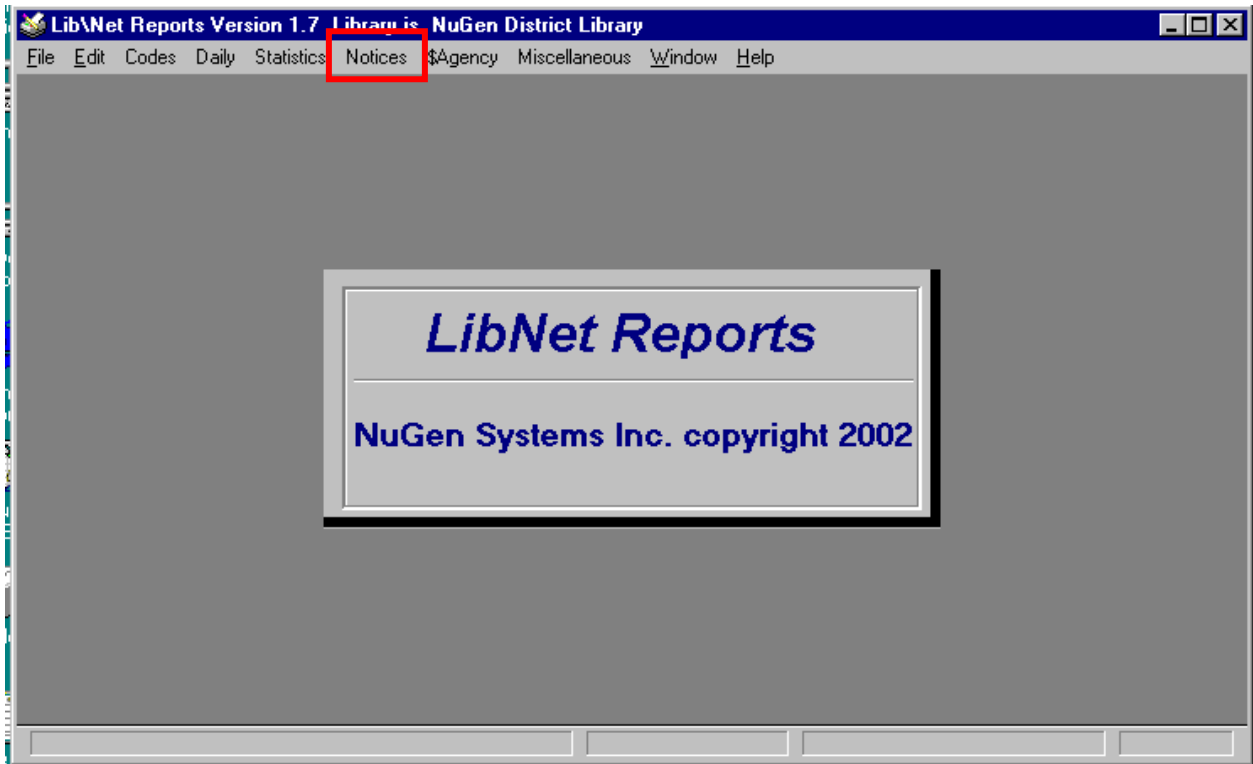 Lib\Net Reports Version 1.7 Library is NuGen District Library
File Edit Codes Daily Statistics Notices $Agency Miscellaneous Window Help
LibNet Reports
NuGen Systems Inc. copyright 2002